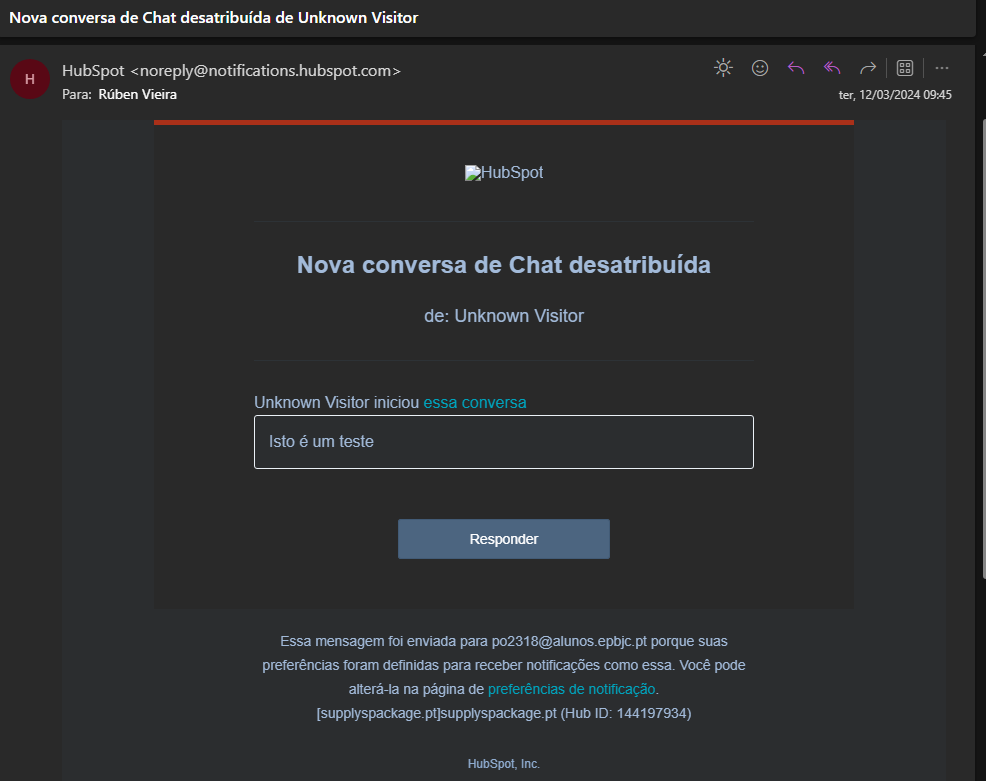 Nova conversa de Chat desatribuída de Unknown Visitor
H
HubSpot <noreply@notifications.hubspot.com>
Para: Rúben Vieira
ter, 12/03/2024 09:45
HubSpot
Nova conversa de Chat desatribuída
de: Unknown Visitor
Unknown Visitor iniciou essa conversa
Isto é um teste
Responder
Essa mensagem foi enviada para po2318@alunos.epbjc.pt porque suas
preferências foram definidas para receber notificações como essa. Você pode
alterá-la na página de preferências de notificação.
[supplyspackage.pt]supplyspackage.pt (Hub ID: 144197934)
HubSpot, Inc.